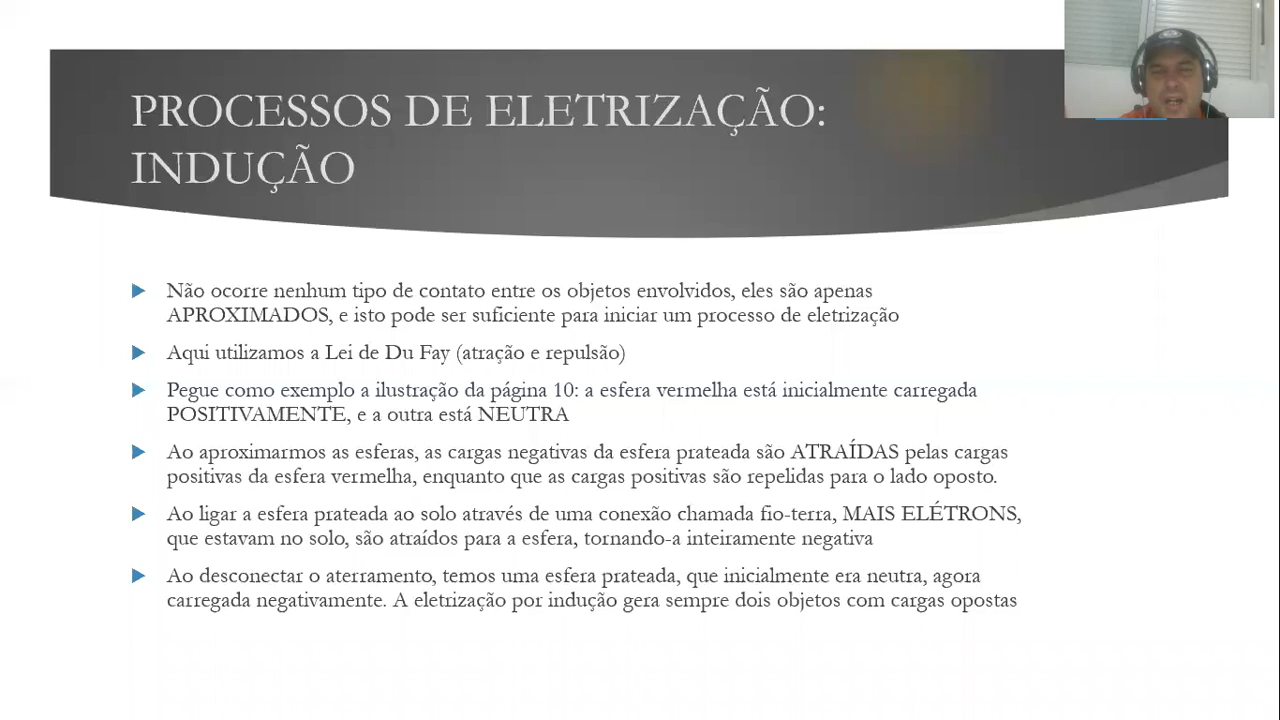 PROCESSOS DE ELETRIZAÇÃO:
INDUÇÃO
Não ocorre nenhum tipo de contato entre os objetos envolvidos, eles são apenas
APROXIMADOS, e isto pode ser suficiente para iniciar um processo de eletrização
Aqui utilizamos a Lei de Du Fay (atração e repulsão)
Pegue como exemplo a ilustração da página 10: a esfera vermelha está inicialmente carregada
POSITIVAMENTE, e a outra está NEUTRA
Ao aproximarmos as esferas, as cargas negativas da esfera prateada são ATRAÍDAS pelas cargas
positivas da esfera vermelha, enquanto que as cargas positivas são repelidas para o lado oposto.
Ao ligar a esfera prateada ao solo através de uma conexão chamada fio-terra, MAIS ELÉTRONS,
que estavam no solo, são atraídos para a esfera, tornando-a inteiramente negativa
Ao desconectar o aterramento, temos uma esfera prateada, que inicialmente era neutra, agora
carregada negativamente. A eletrização por indução gera sempre dois objetos com cargas opostas